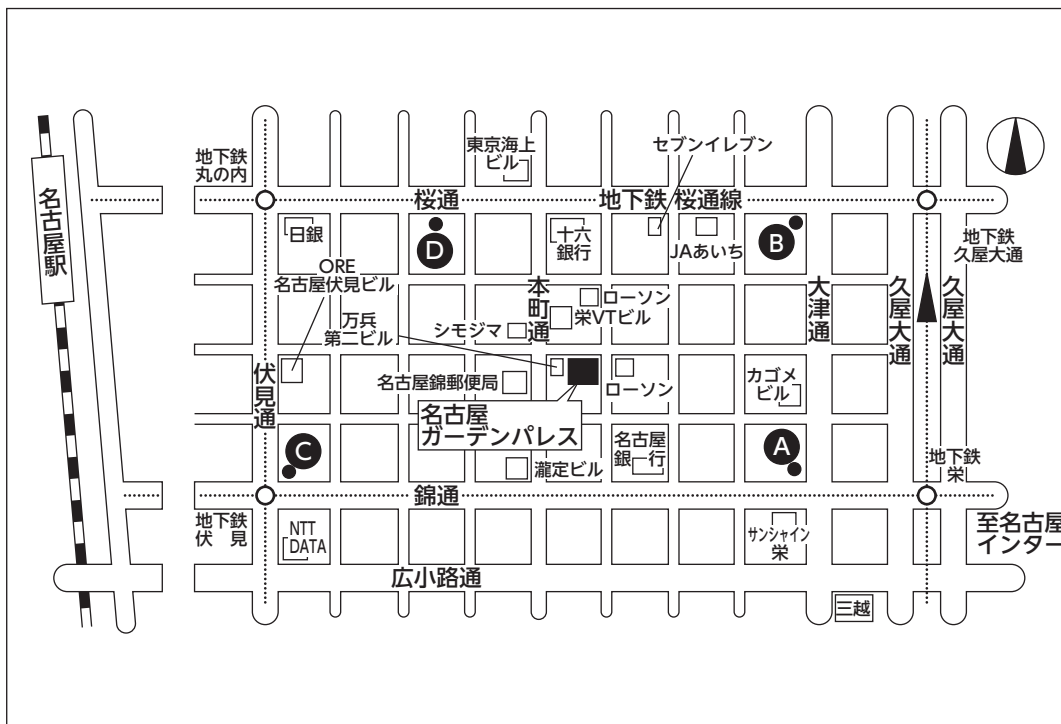 東京海上
ビル
セブンイレブン
地下鉄
丸の内
桜通
地下鉄 桜通線
名古屋駅
日銀
D
十六
銀行
JAあいち
B
地下鉄
久屋大通
ORE
名古屋伏見ビル
本町通
ローソン
栄VTビル
大津通
久屋大通
久屋大通
万兵
第二ビル
シモジマ
伏見通
名古屋錦郵便局
ローソン
カゴメ
ビル
名古屋
ガーデンパレス
C
瀧定ビル
名古屋
銀行
A
地下鉄
栄
錦通
地下鉄
伏見
NTT
DATA
サンシャイン
栄
至名古屋
インター
広小路通
三越